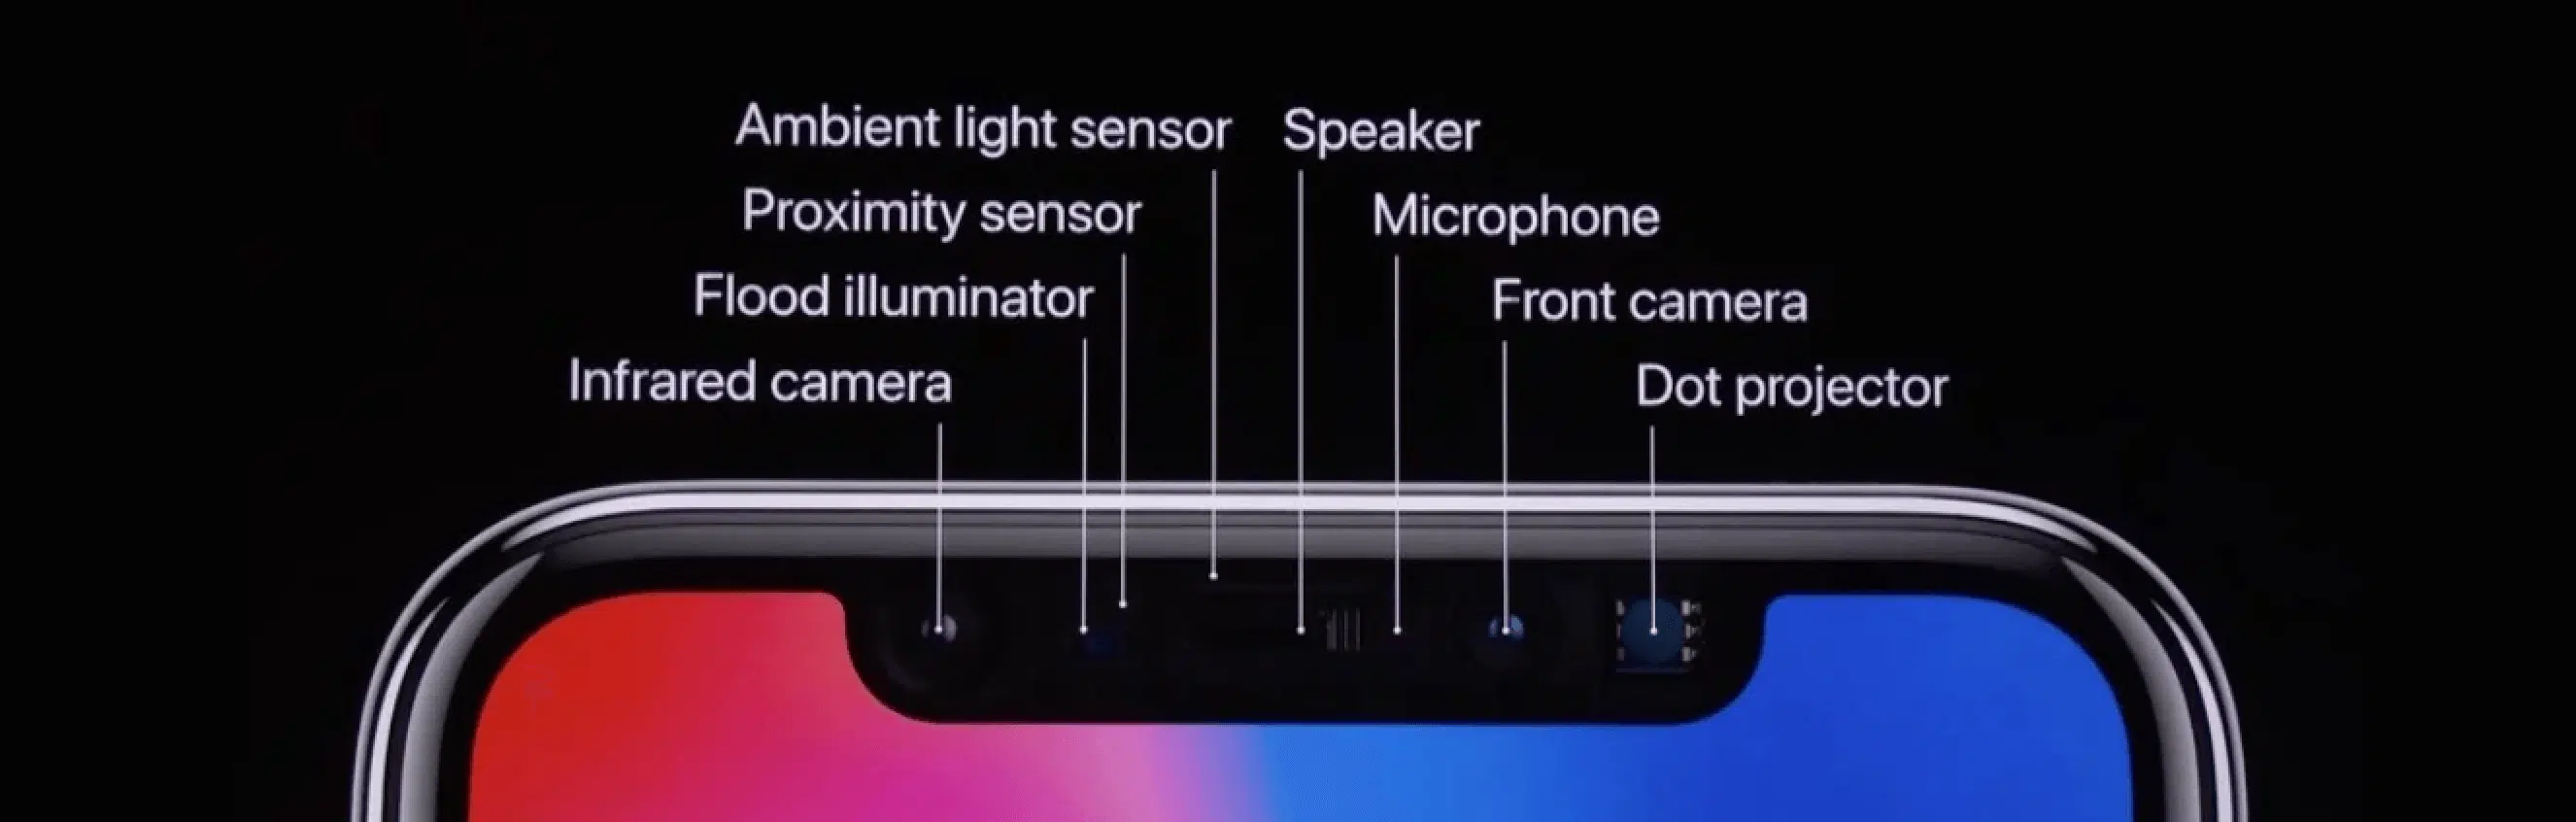 Ambient light sensor
Speaker
Proximity sensor
Microphone
Flood illuminator
Front camera
Infrared camera
Dot projector